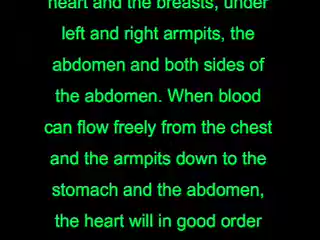 heart and the breasts, under
left and right armpits, the
abdomen and both sides of
the abdomen. When blood
can flow freely from the chest
and the armpits down to the
stomach and the abdomen,
the heart will in good order